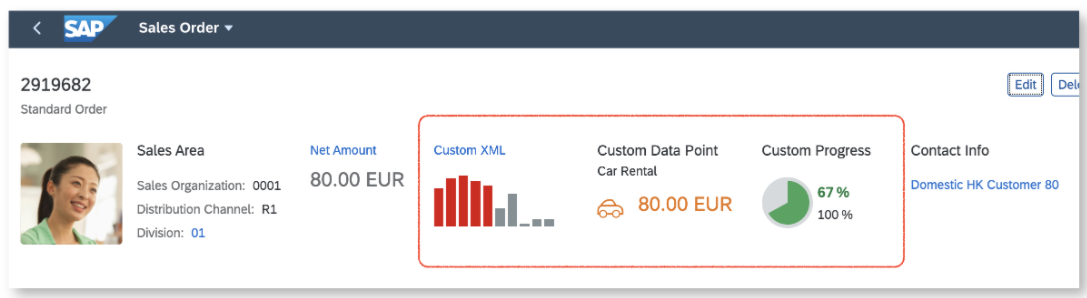 SAP Sales Order
2919682
Edit
Standard Order
Sales Area
Sales Organization: 0001
Distribution Channel: R1
Division: 01
Net Amount
80.00 EUR
Custom XML
Custom Data Point
Car Rental
80.00 EUR
Custom Progress
67 %
100 %
Contact Info
Domestic HK Customer 80